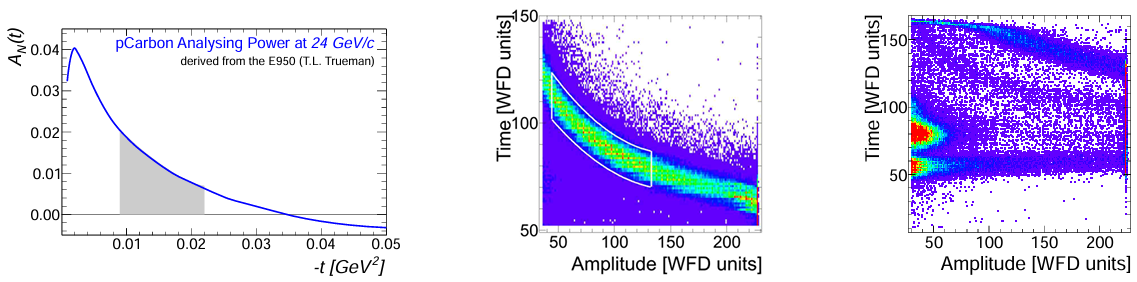 pCarbon Analysing Power at 24 GeV/c
derived from the E950 (T.L. Trueman)
A_N(t)
0.04
0.03
0.02
0.01
0.00
0.01 0.02 0.03 0.04 0.05
-t [GeV²]
Time [WFD units]
150
100
50
50 100 150 200
Amplitude [WFD units]
Time [WFD units]
150
100
50
50 100 150 200
Amplitude [WFD units]